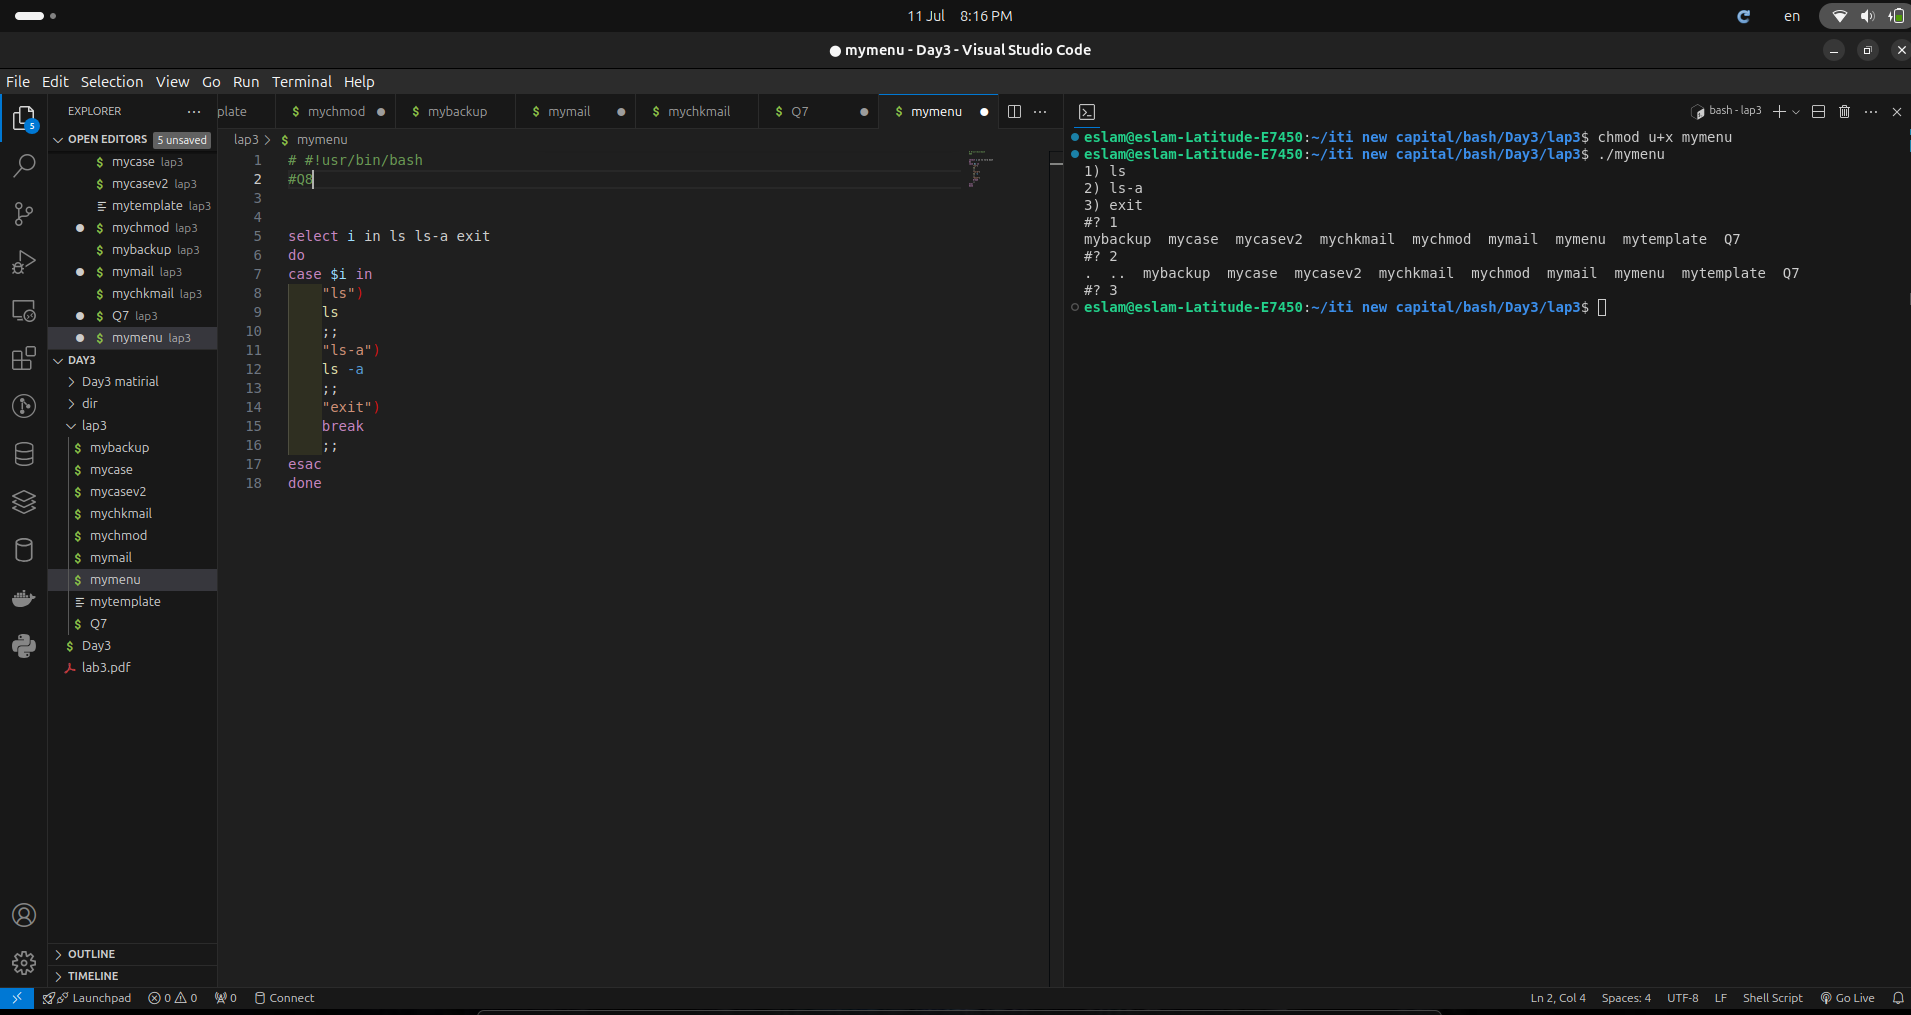 11 Jul 8:16 PM
en
● mymenu - Day3 - Visual Studio Code
File Edit Selection View Go Run Terminal Help
EXPLORER
OPEN EDITORS 5 unsaved
mycase lap3
mycasev2 lap3
mytemplate lap3
mychmod lap3
mybackup lap3
mymail lap3
mychkmail lap3
Q7 lap3
mymenu lap3
DAY3
Day3 matirial
dir
lap3
$ mybackup
$ mycase
$ mycasev2
$ mychkmail
$ mychmod
$ mymail
$ mymenu
mytemplate
$ Q7
$ Day3
lab3.pdf
OUTLINE
TIMELINE
plate $ mychmod $ mybackup $ mymail $ mychkmail $ Q7 $ mymenu
lap3 > $ mymenu
1 # #!usr/bin/bash
2 #Q8
3
4
5 select i in ls ls-a exit
6 do
7 case $i in
8 "ls")
9 ls
10 ;;
11 "ls-a")
12 ls -a
13 ;;
14 "exit")
15 break
16 ;;
17 esac
18 done
bash - lap3
eslam@eslam-Latitude-E7450:~/iti new capital/bash/Day3/lap3$ chmod u+x mymenu
eslam@eslam-Latitude-E7450:~/iti new capital/bash/Day3/lap3$ ./mymenu
1) ls
2) ls-a
3) exit
#? 1
mybackup mycase mycasev2 mychkmail mychmod mymail mymenu mytemplate Q7
#? 2
. .. mybackup mycase mycasev2 mychkmail mychmod mymail mymenu mytemplate Q7
#? 3
eslam@eslam-Latitude-E7450:~/iti new capital/bash/Day3/lap3$
Launchpad 0 0 0 Connect
Ln 2, Col 4 Spaces: 4 UTF-8 LF Shell Script Go Live